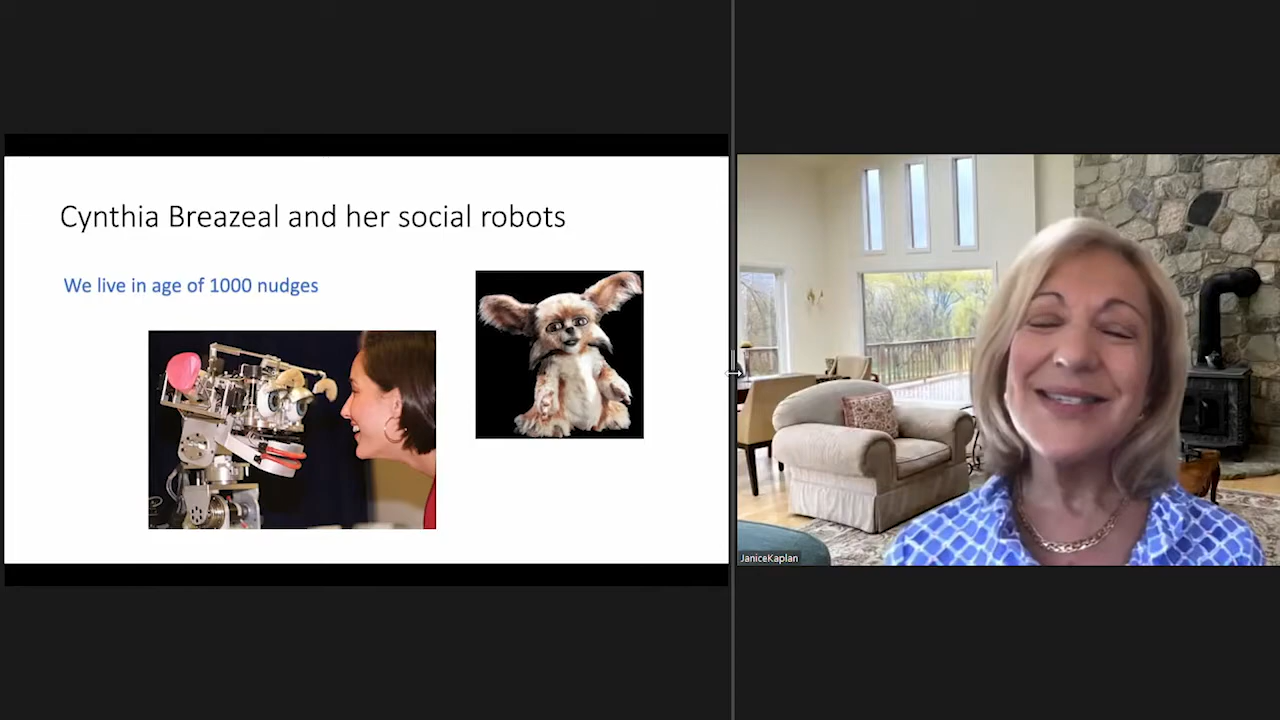 Cynthia Breazeal and her social robots
We live in age of 1000 nudges
JaniceKaplan